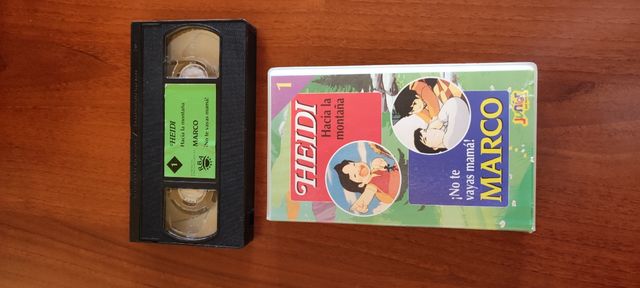 HEIDI
Hacia la montaña
MARCO
¡No te vayas mamá!
1
1
HEIDI
Hacia la
montaña
¡No te
vayas mamá!
MARCO